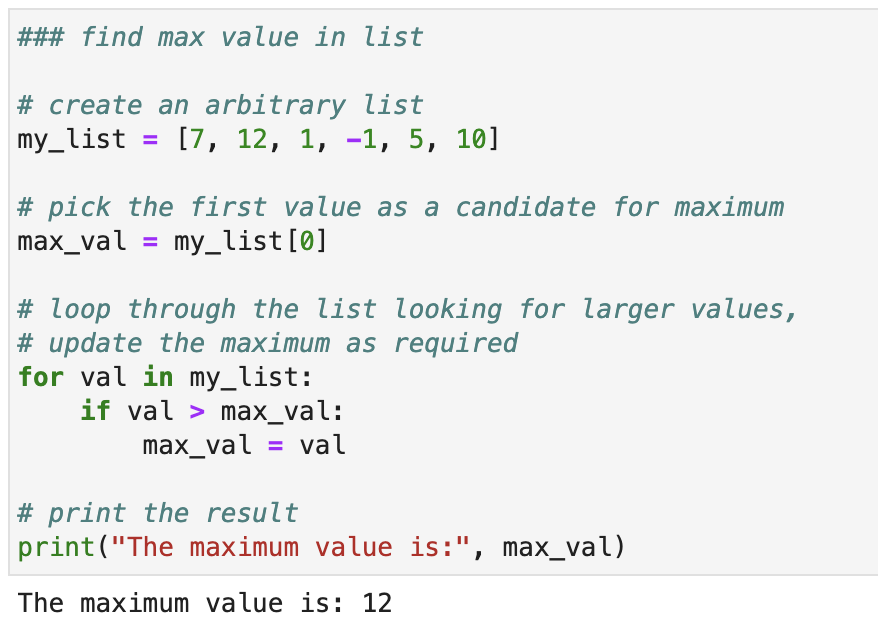 ### find max value in list
# create an arbitrary list
my_list = [7, 12, 1, -1, 5, 10]
# pick the first value as a candidate for maximum
max_val = my_list[0]
# loop through the list looking for larger values,
# update the maximum as required
for val in my_list:
    if val > max_val:
        max_val = val
# print the result
print("The maximum value is:", max_val)
The maximum value is: 12